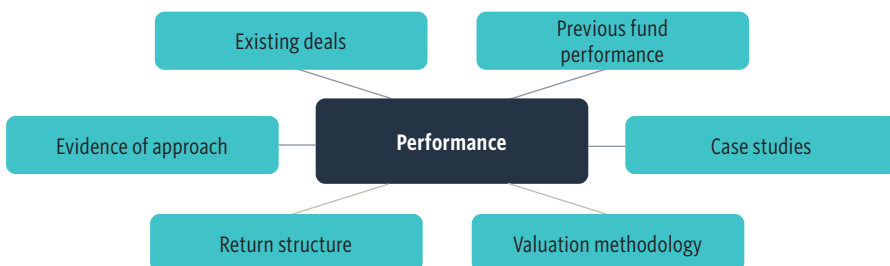 Existing deals
Previous fund
performance
Evidence of approach
Performance
Case studies
Return structure
Valuation methodology